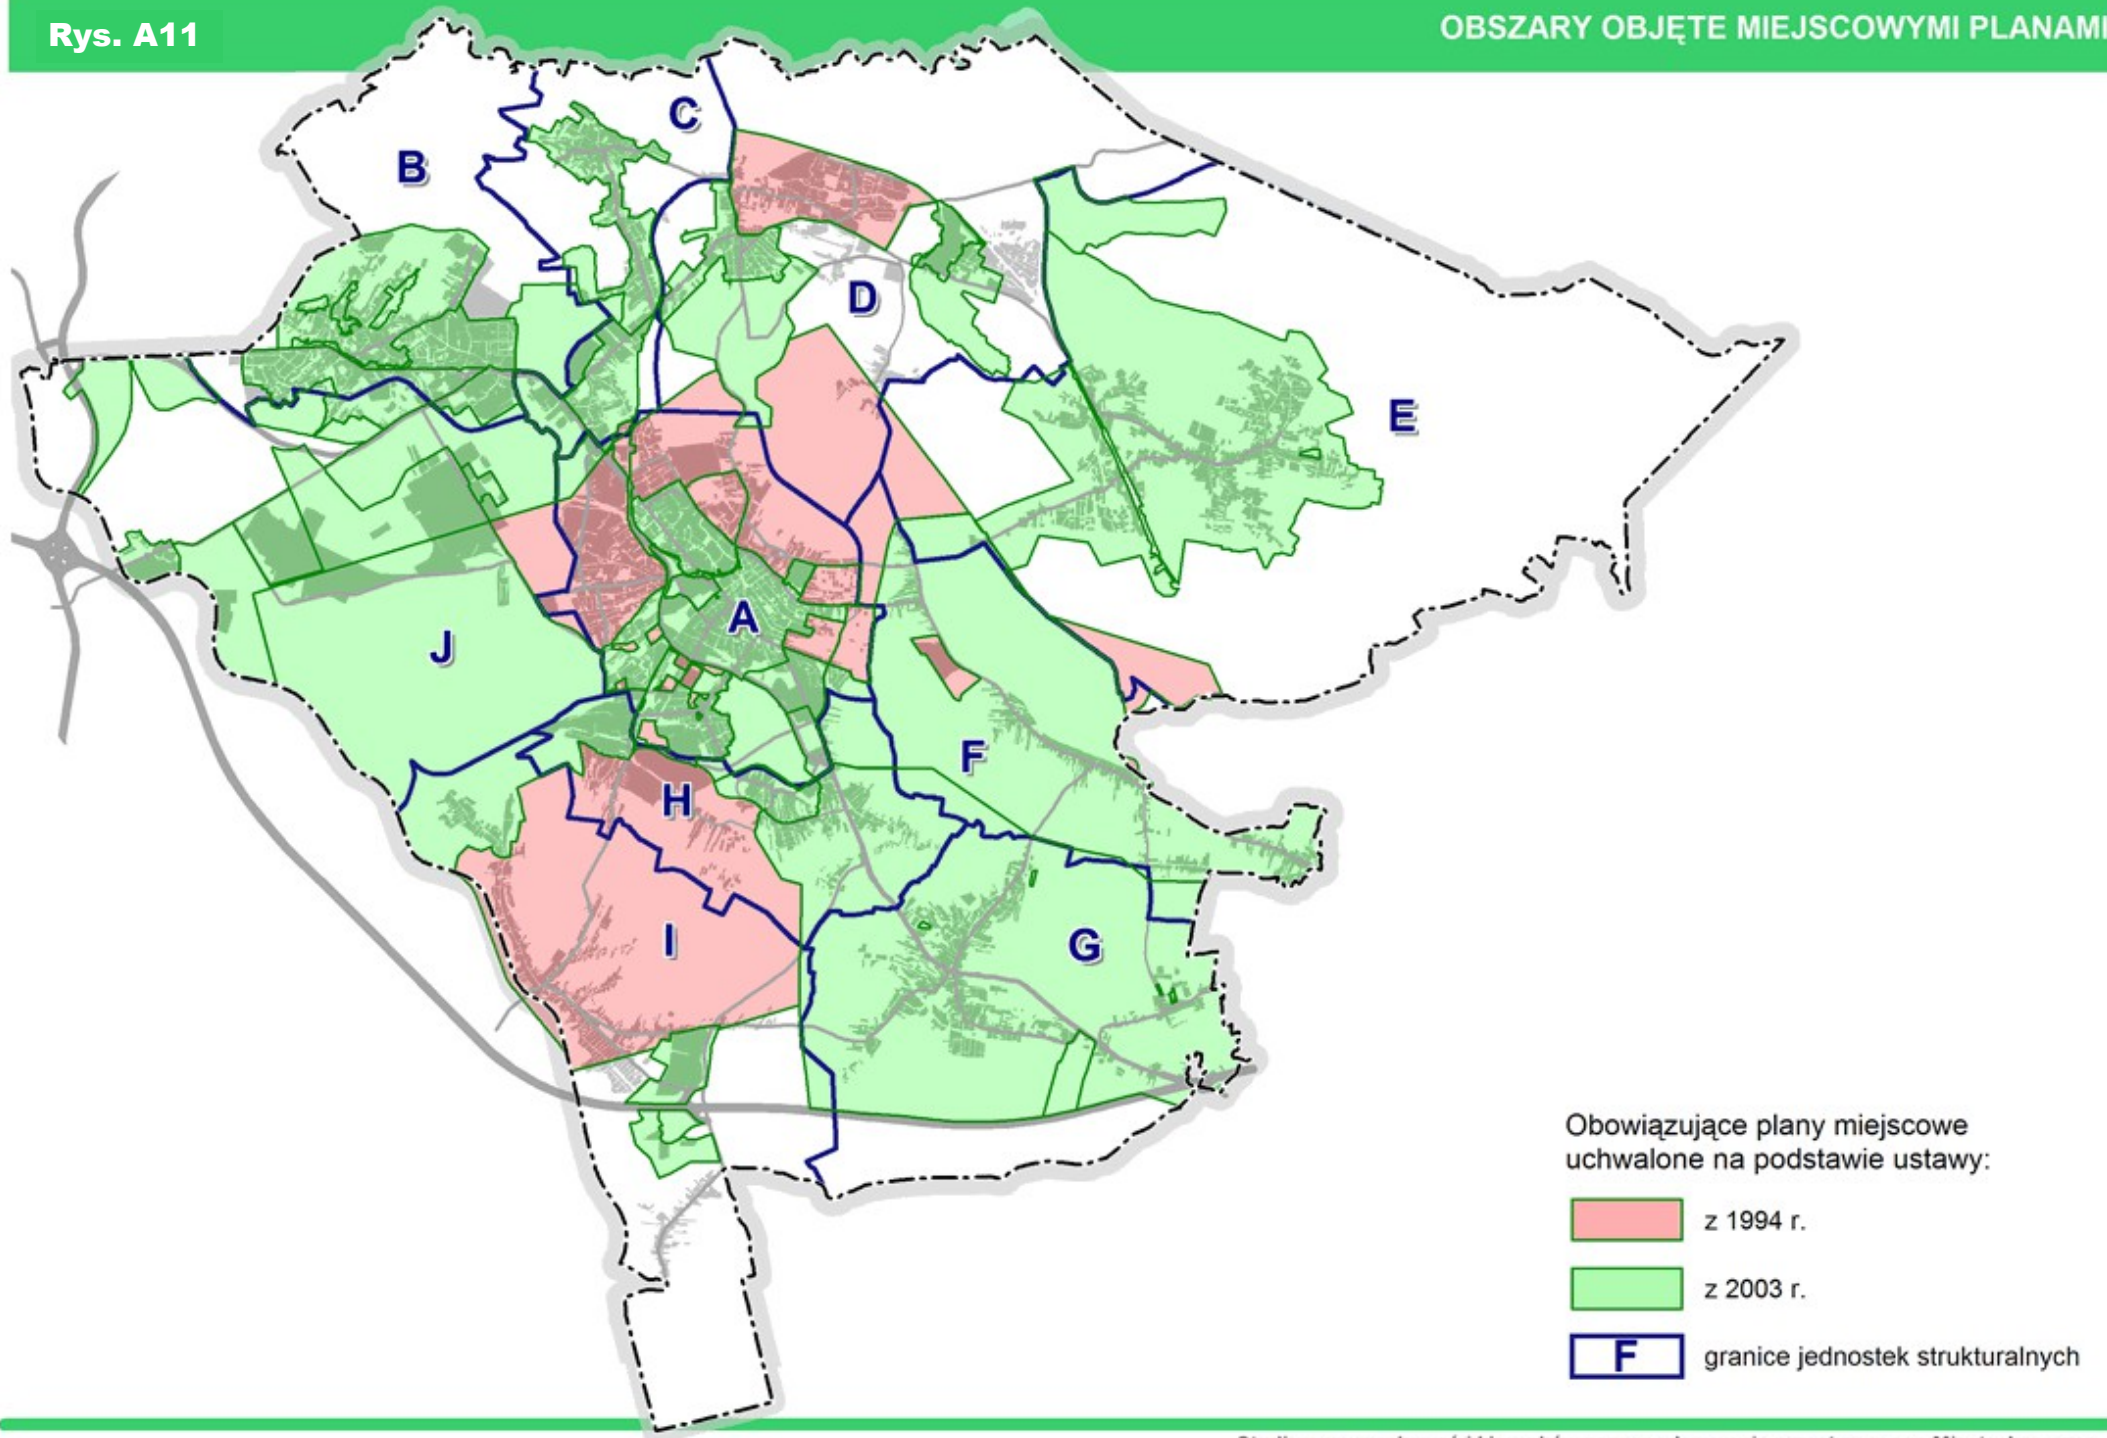 Rys. A11
OBSZARY OBJĘTE MIEJSCOWYMI PLANAMI
C
B
D
E
A
J
F
H
I
G
Obowiązujące plany miejscowe
uchwalone na podstawie ustawy:
z 1994 r.
z 2003 r.
F granice jednostek strukturalnych